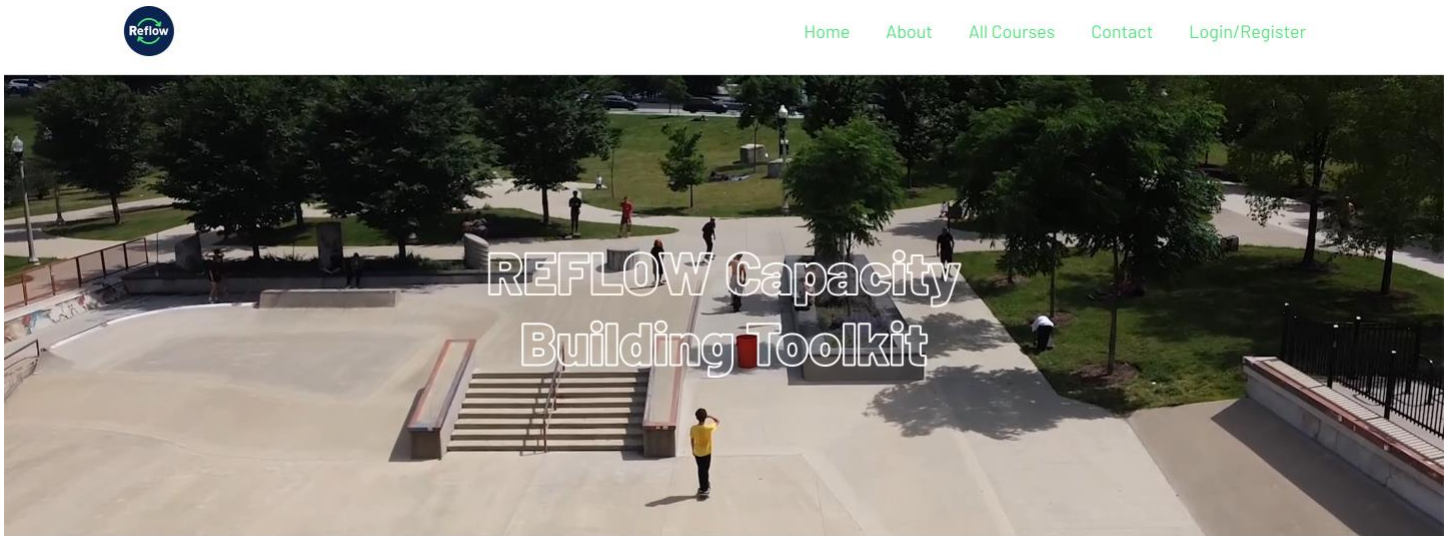 Reflow
Home About All Courses Contact Login/Register
REFLOW Capacity
Building Toolkit